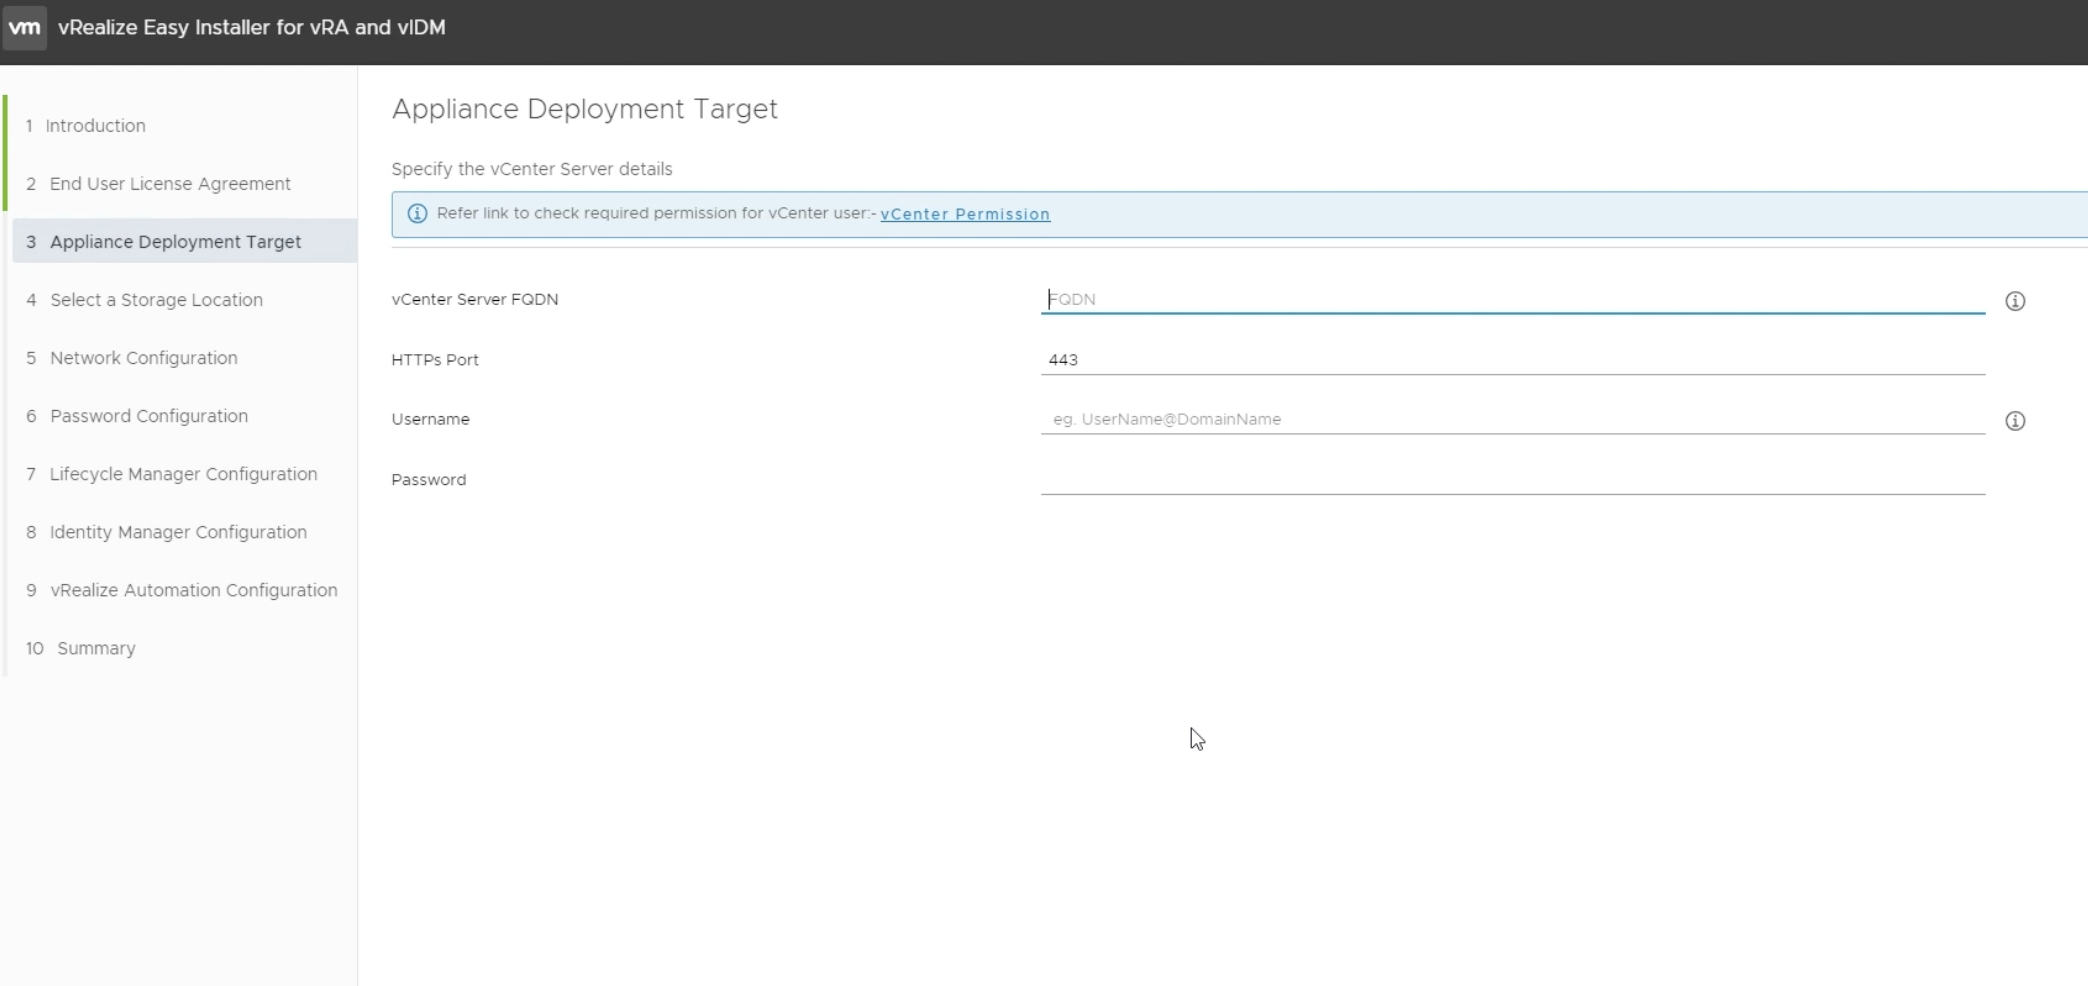 vm vRealize Easy Installer for vRA and vIDM
1 Introduction
2 End User License Agreement
3 Appliance Deployment Target
4 Select a Storage Location
5 Network Configuration
6 Password Configuration
7 Lifecycle Manager Configuration
8 Identity Manager Configuration
9 vRealize Automation Configuration
10 Summary
Appliance Deployment Target
Specify the vCenter Server details
Refer link to check required permission for vCenter user:- vCenter Permission
vCenter Server FQDN FQDN
HTTPs Port 443
Username eg. UserName@DomainName
Password